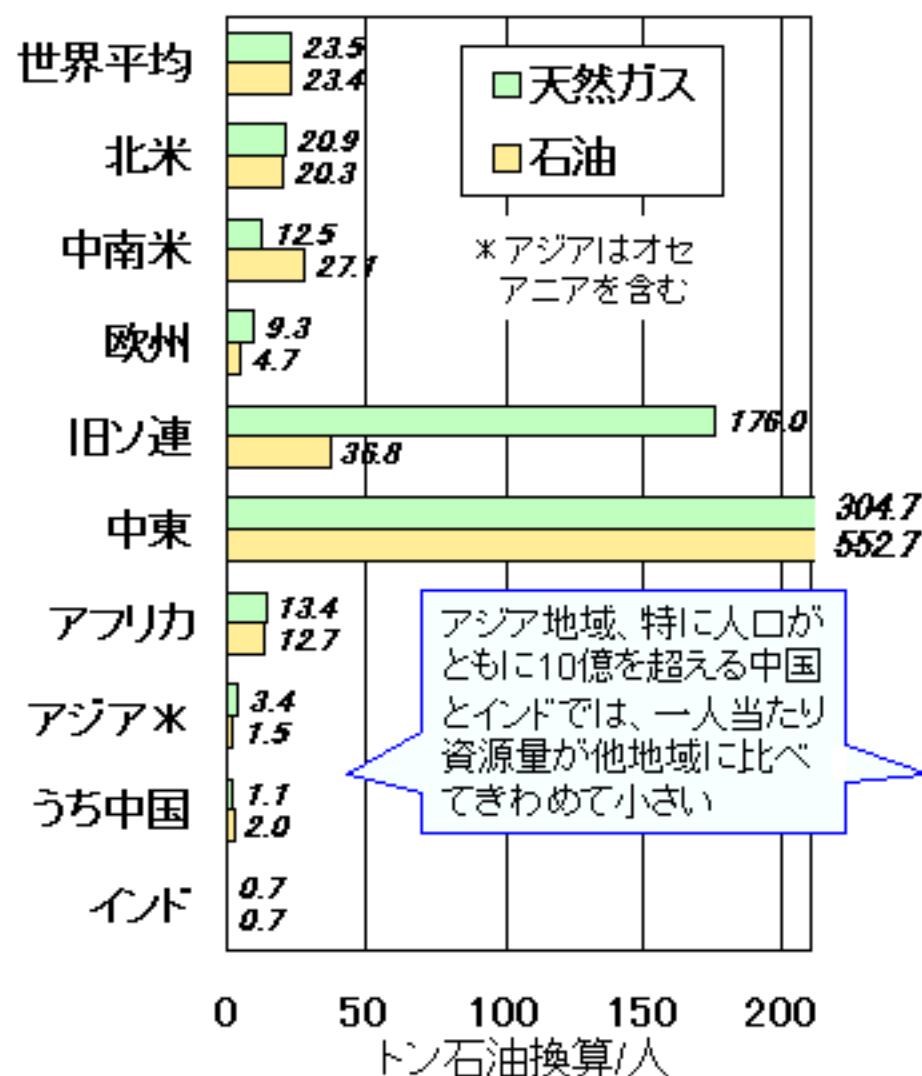 世界平均
23.5
23.4
天然ガス
石油
北米
20.9
20.3
中南米
12.5
27.1
*アジアはオセ
アニアを含む
欧州
9.3
4.7
旧ソ連
176.0
36.8
中東
304.7
552.7
アフリカ
13.4
12.7
アジア*
3.4
1.5
アジア地域、特に人口が
ともに10億を超える中国
とインドでは、一人当たり
資源量が他地域に比べ
てきわめて小さい
うち中国
1.1
2.0
インド
0.7
0.7
0 50 100 150 200
トン石油換算/人